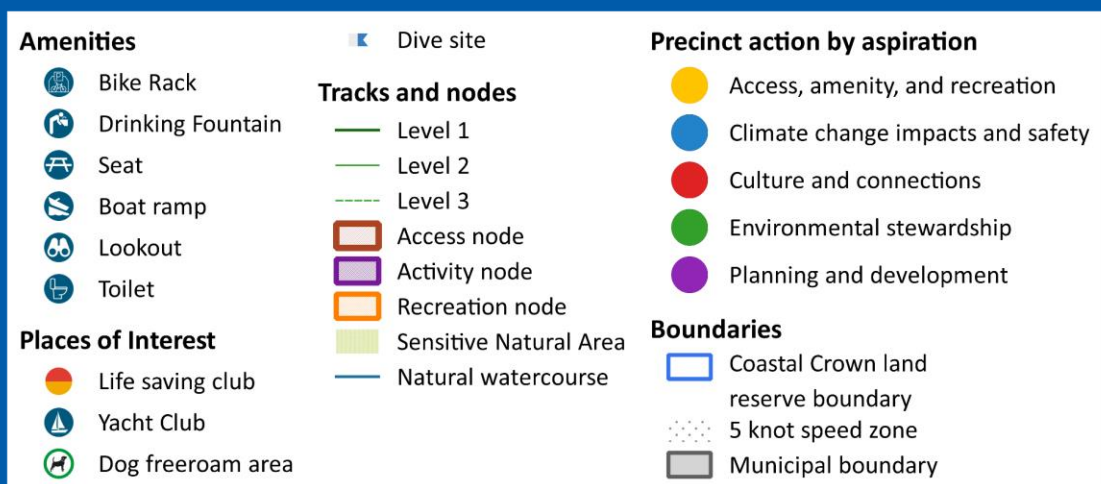 Amenities
Bike Rack
Drinking Fountain
Seat
Boat ramp
Lookout
Toilet
Places of Interest
Life saving club
Yacht Club
Dog freeroam area
Dive site
Tracks and nodes
Level 1
Level 2
Level 3
Access node
Activity node
Recreation node
Sensitive Natural Area
Natural watercourse
Precinct action by aspiration
Access, amenity, and recreation
Climate change impacts and safety
Culture and connections
Environmental stewardship
Planning and development
Boundaries
Coastal Crown land
reserve boundary
5 knot speed zone
Municipal boundary